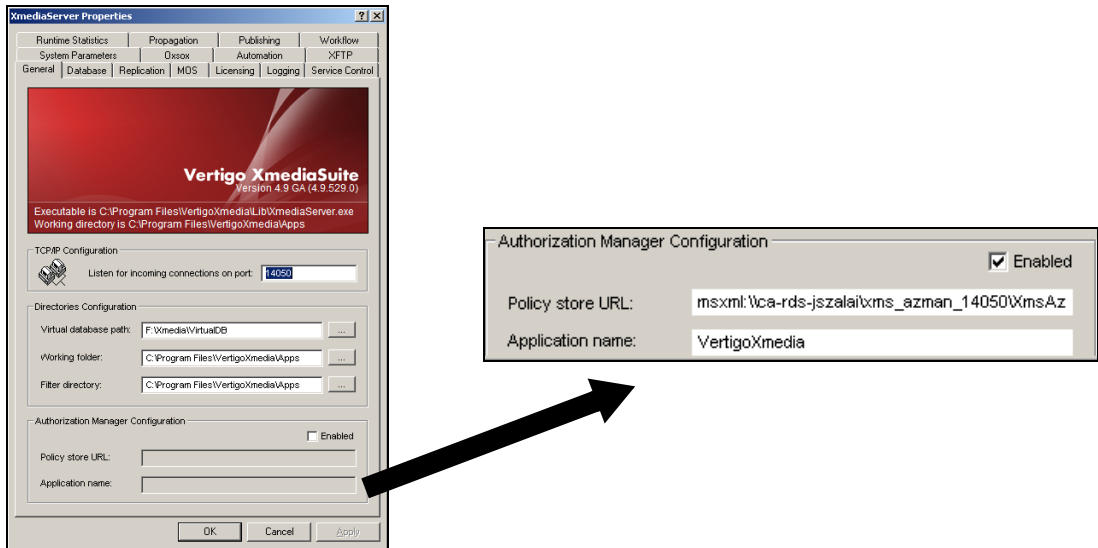 XmediaServer Properties
Runtime Statistics Propagation Publishing Workflow
System Parameters Oxsox Automation XFTP
General Database Replication MOS Licensing Logging Service Control
Vertigo XmediaSuite
Version 4.9 GA (4.9.529.0)
Executable is C:\Program Files\VertigoXmedia\Lib\XmediaServer.exe
Working directory is C:\Program Files\VertigoXmedia\Apps
TCP/IP Configuration
Listen for incoming connections on port: 14050
Directories Configuration
Virtual database path: F:\Xmedia\VirtualDB ...
Working folder: C:\Program Files\VertigoXmedia\Apps ...
Filter directory: C:\Program Files\VertigoXmedia\Apps ...
Authorization Manager Configuration
Enabled
Policy store URL:
Application name:
OK Cancel Apply
Authorization Manager Configuration
Enabled
Policy store URL: msxml:\\ca-rds-jszalai\xms_azman_14050\XmsAz
Application name: VertigoXmedia